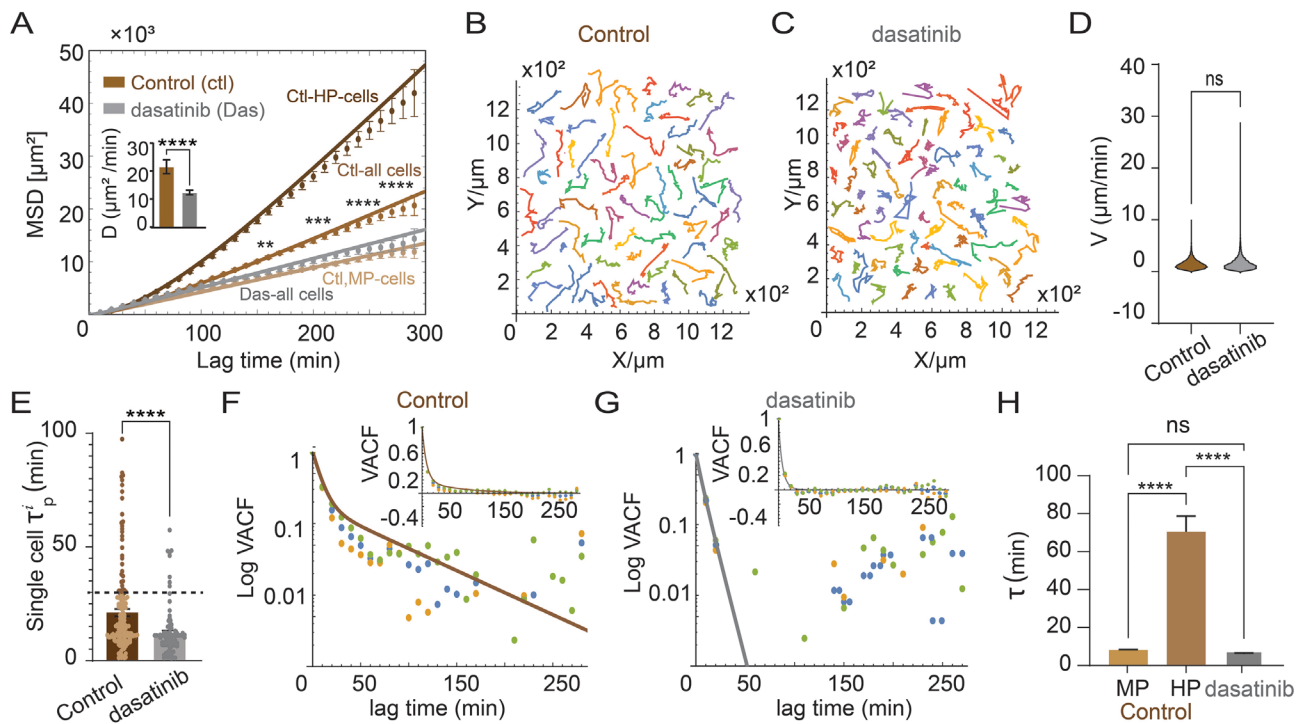 A
×10³
MSD [µm²]
50
40
30
20
10
0
100
200
300
Lag time (min)
Control (ctl)
dasatinib (Das)
Ctl-HP-cells
Ctl-all cells
Ctl,MP-cells
Das-all cells
**
***
****
****
D (µm² /min)
30
20
10
0
****
B
Control
×10²
Y/µm
12
10
8
6
4
2
0
2
4
6
8
10
12
×10²
X/µm
C
dasatinib
×10²
Y/µm
12
10
8
6
4
2
0
2
4
6
8
10
12
×10²
X/µm
D
V (µm/min)
40
30
20
10
0
-10
ns
Control
dasatinib
E
Single cell τⁱₚ (min)
100
50
0
****
Control
dasatinib
F
Control
Log VACF
1
0.1
0.01
0
50
150
250
lag time (min)
VACF
1
0.6
0.2
-0.4
50
150
250
G
dasatinib
Log VACF
1
0.1
0.01
0
50
150
250
lag time (min)
VACF
1
0.6
0.2
-0.4
50
150
250
H
τ (min)
100
80
60
40
20
0
ns
****
****
MP
HP
dasatinib
Control